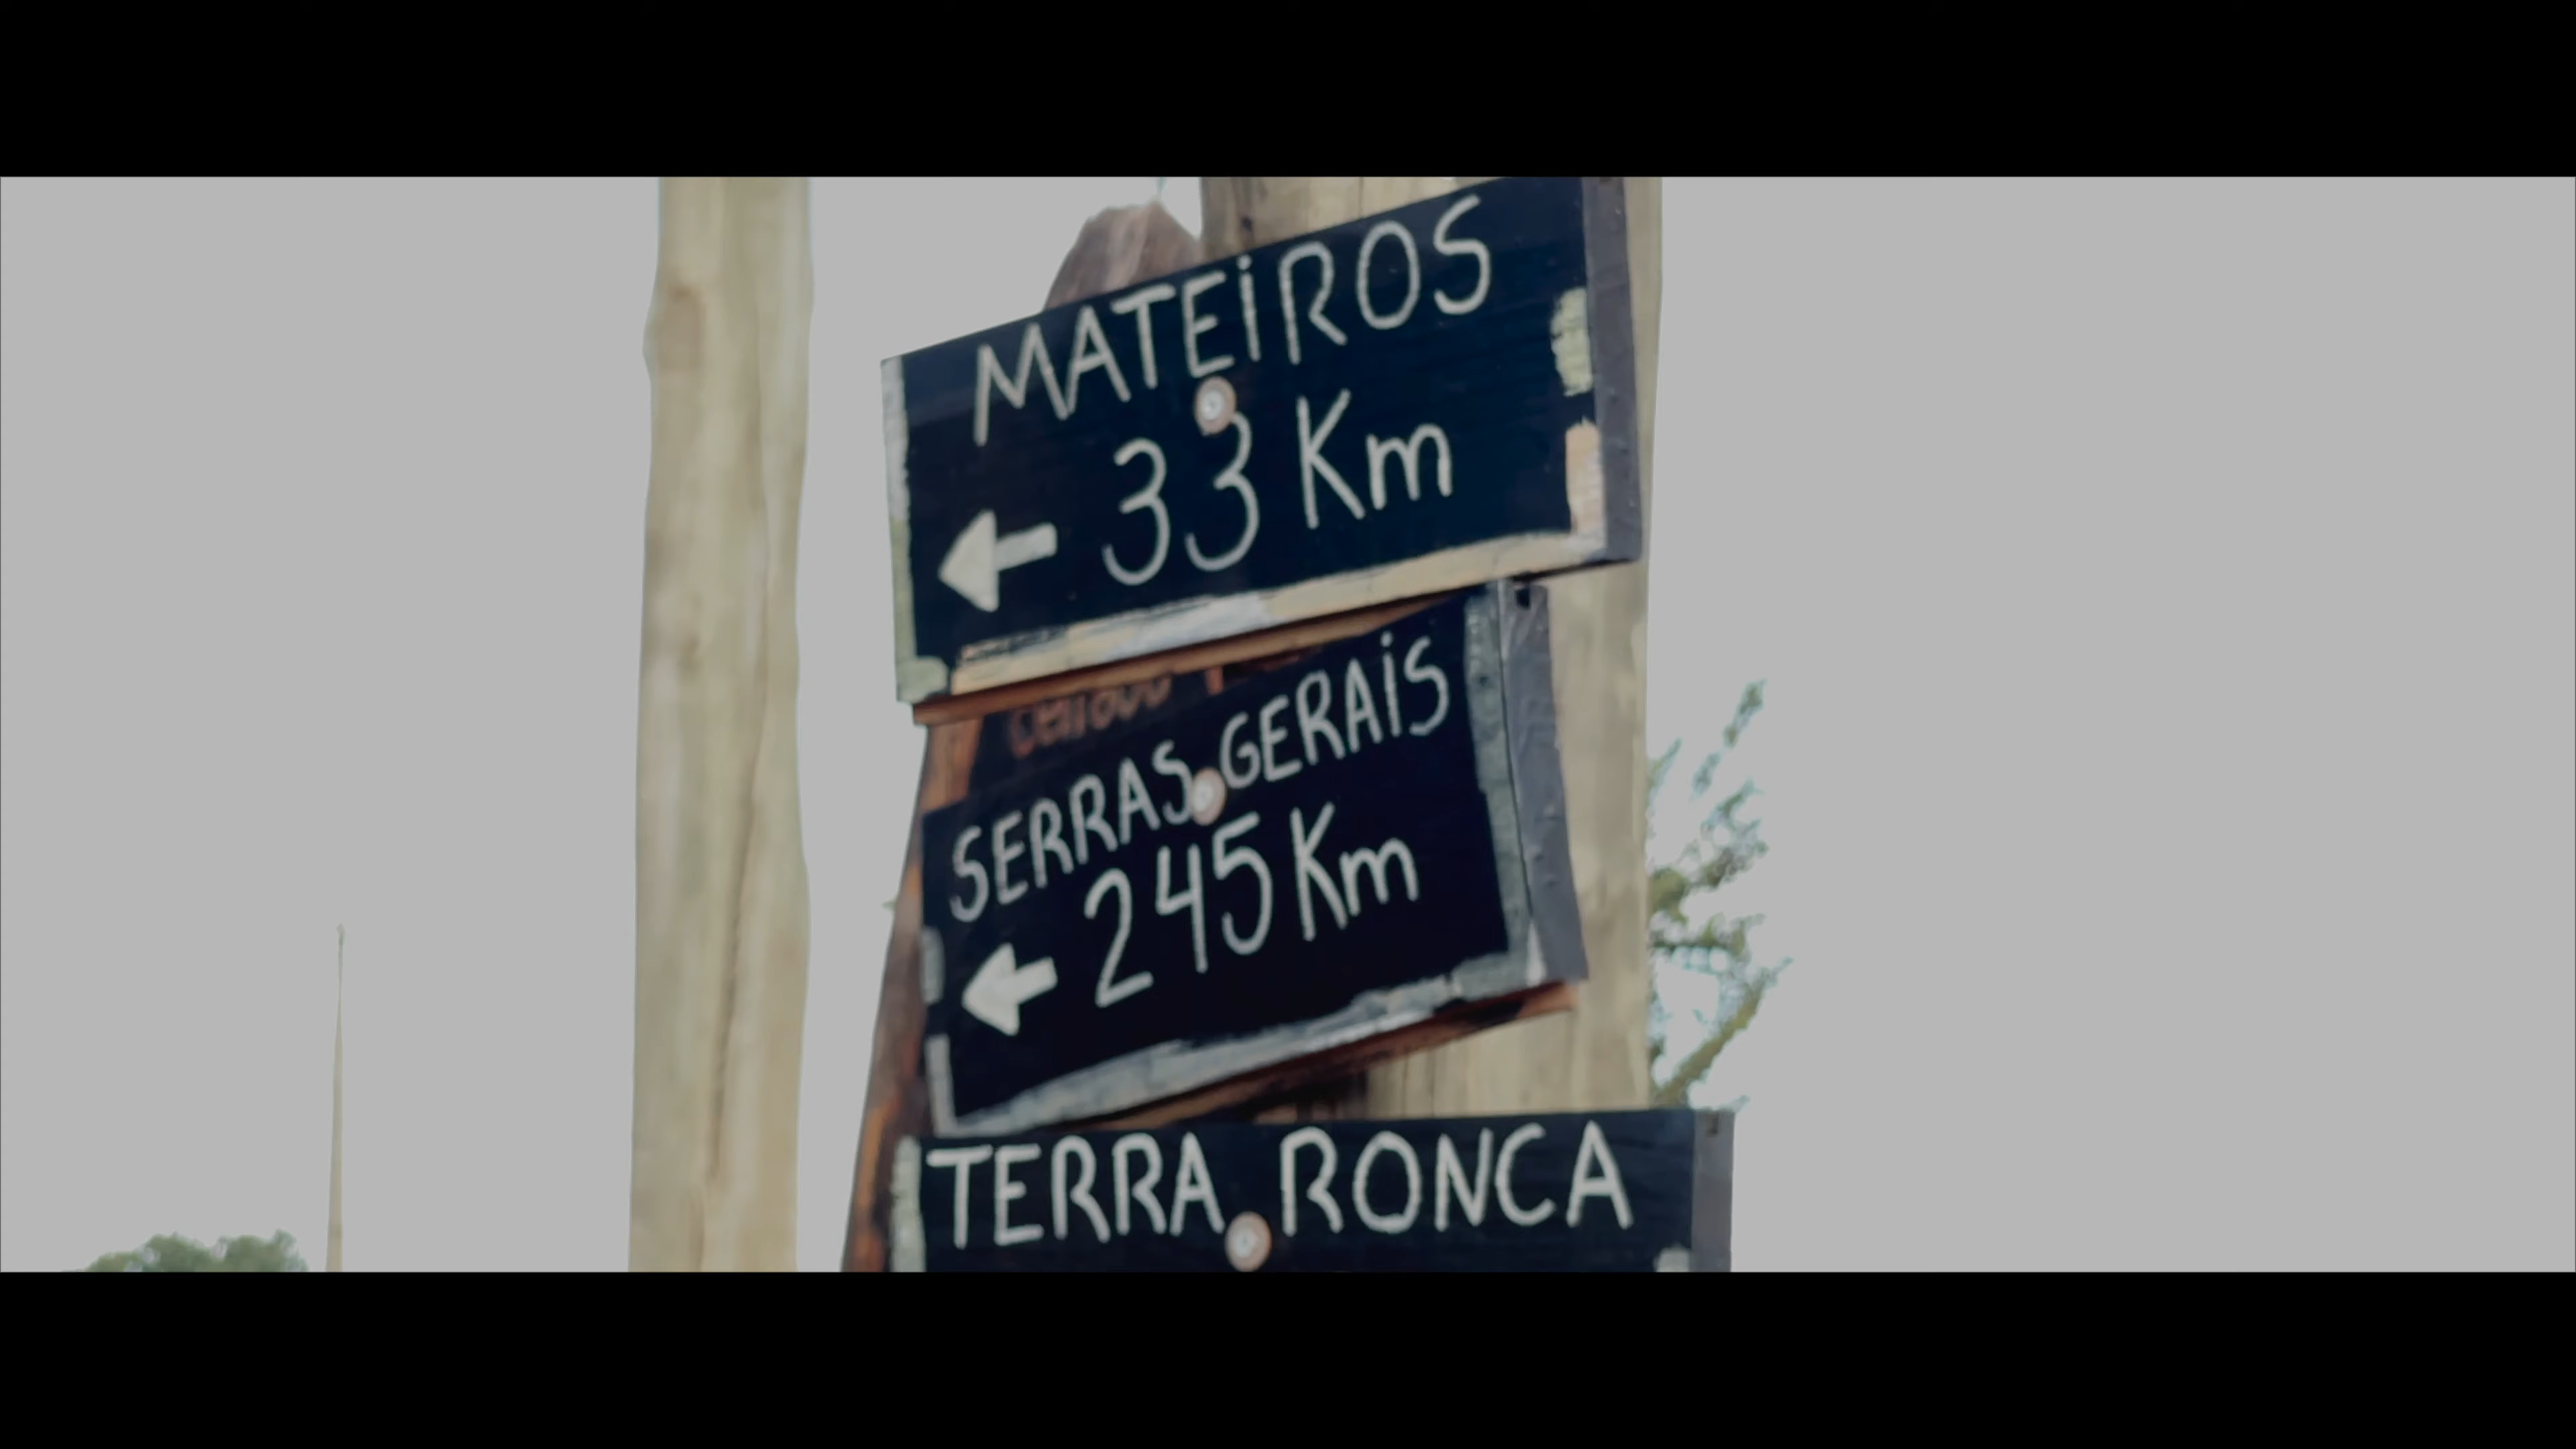 MATEiROS
33 Km
SERRAS GERAiS
245 Km
TERRA RONCA